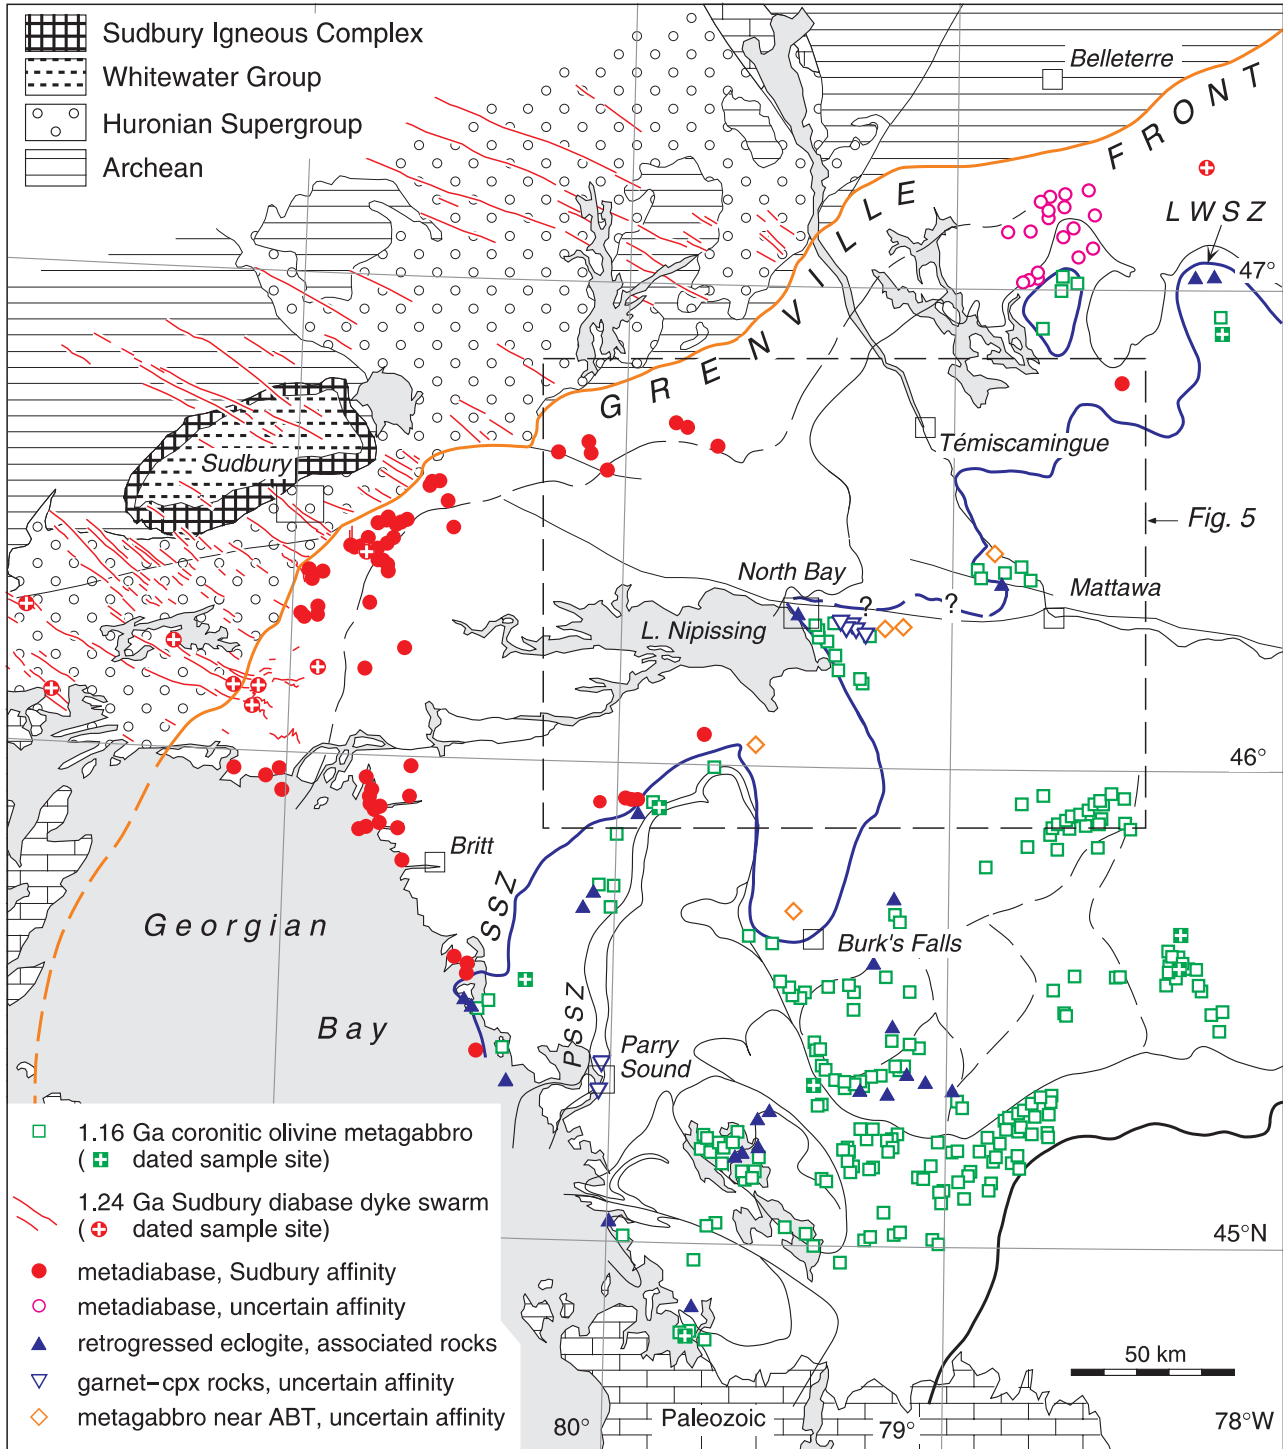 Sudbury Igneous Complex
Whitewater Group
Huronian Supergroup
Archean
Belleterre
GRENVILLE FRONT
LWSZ
47°
Sudbury
Témiscamingue
Fig. 5
North Bay
?
?
Mattawa
L. Nipissing
46°
Britt
SSZ
Georgian
Bay
Burk's Falls
PSSZ
Parry
Sound
1.16 Ga coronitic olivine metagabbro
( dated sample site)
1.24 Ga Sudbury diabase dyke swarm
( dated sample site)
metadiabase, Sudbury affinity
metadiabase, uncertain affinity
retrogressed eclogite, associated rocks
garnet–cpx rocks, uncertain affinity
metagabbro near ABT, uncertain affinity
45°N
50 km
80°
Paleozoic
79°
78°W